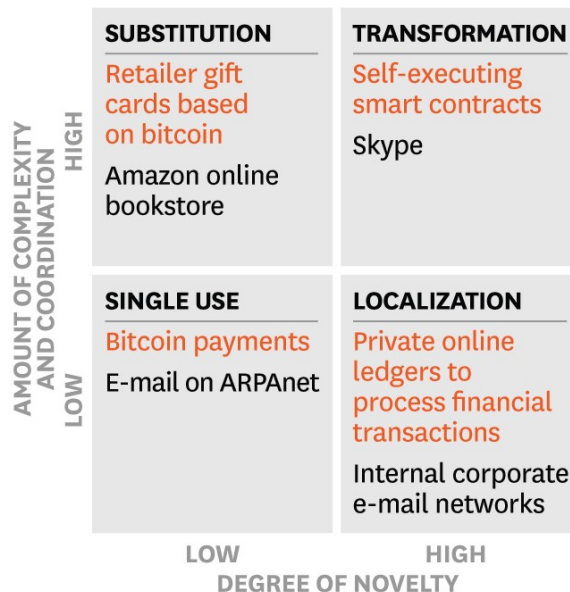 SUBSTITUTION
Retailer gift
cards based
on bitcoin
Amazon online
bookstore
TRANSFORMATION
Self-executing
smart contracts
Skype
SINGLE USE
Bitcoin payments
E-mail on ARPAnet
LOCALIZATION
Private online
ledgers to
process financial
transactions
Internal corporate
e-mail networks
AMOUNT OF COMPLEXITY
AND COORDINATION
HIGH
LOW
LOW
HIGH
DEGREE OF NOVELTY